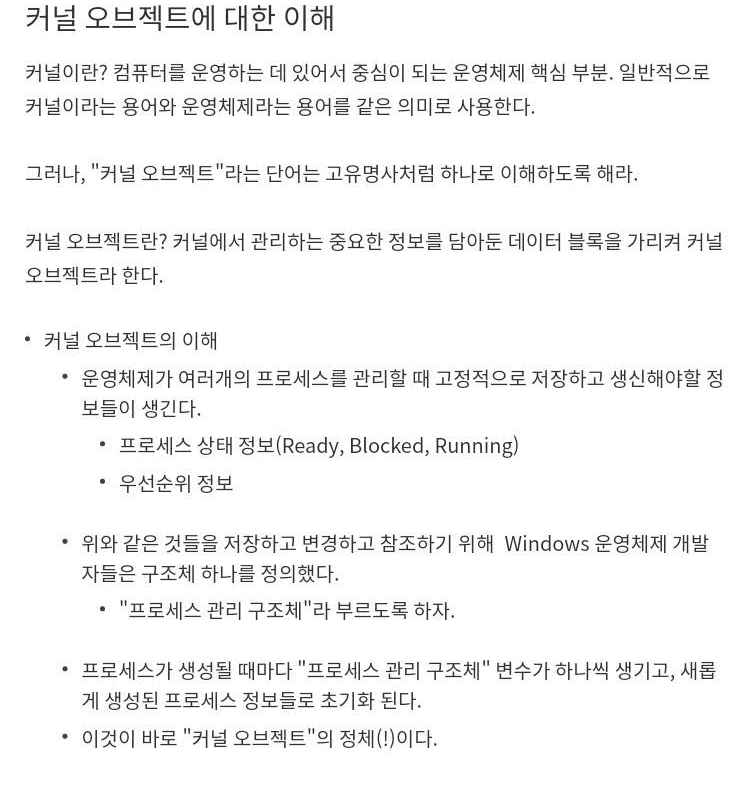 커널 오브젝트에 대한 이해
커널이란? 컴퓨터를 운영하는 데 있어서 중심이 되는 운영체제 핵심 부분. 일반적으로
커널이라는 용어와 운영체제라는 용어를 같은 의미로 사용한다.
그러나, "커널 오브젝트"라는 단어는 고유명사처럼 하나로 이해하도록 해라.
커널 오브젝트란? 커널에서 관리하는 중요한 정보를 담아둔 데이터 블록을 가리켜 커널
오브젝트라 한다.
• 커널 오브젝트의 이해
• 운영체제가 여러개의 프로세스를 관리할 때 고정적으로 저장하고 생신해야할 정
보들이 생긴다.
• 프로세스 상태 정보(Ready, Blocked, Running)
• 우선순위 정보
• 위와 같은 것들을 저장하고 변경하고 참조하기 위해 Windows 운영체제 개발
자들은 구조체 하나를 정의했다.
• "프로세스 관리 구조체"라 부르도록 하자.
• 프로세스가 생성될 때마다 "프로세스 관리 구조체" 변수가 하나씩 생기고, 새롭
게 생성된 프로세스 정보들로 초기화 된다.
• 이것이 바로 "커널 오브젝트"의 정체(!)이다.